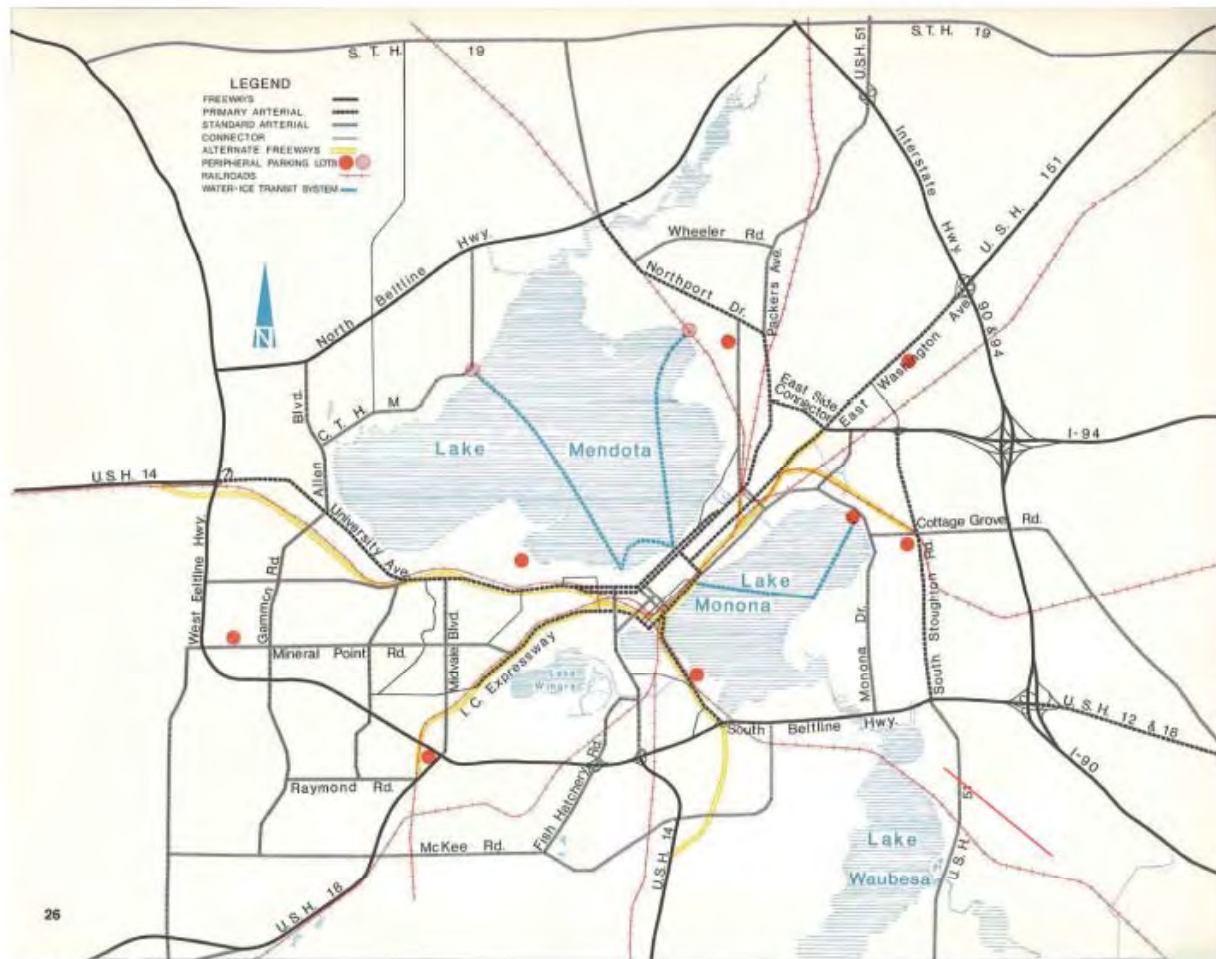 S. T. H. 19
S. T. H. 19
U.S.H. 51
LEGEND
FREEWAYS
PRIMARY ARTERIAL
STANDARD ARTERIAL
CONNECTOR
ALTERNATE FREEWAYS
PERIPHERAL PARKING LOTS
RAILROADS
WATER-ICE TRANSIT SYSTEM
Interstate Hwy 90 & 94
U. S. H. 151
Wheeler Rd.
Northport Dr.
Packers Ave.
North Beltline Hwy.
N
East Side
Connector
East Washington Ave
Blvd.
Allen
C. T. H. M
I-94
Lake Mendota
U.S.H. 14
University Ave.
West Beltline Hwy.
Gammon Rd.
Cottage Grove Rd.
Lake
Monona
Monona Dr.
South Stoughton Rd.
Mineral Point Rd.
Midvale Blvd.
I. C. Expressway
Lake
Wingra
South Beltline Hwy.
U.S.H. 12 & 18
I-90
Raymond Rd.
Fish Hatchery Rd.
McKee Rd.
U.S.H. 14
U.S.H. 51
Lake
Waubesa
U.S.H. 18
26